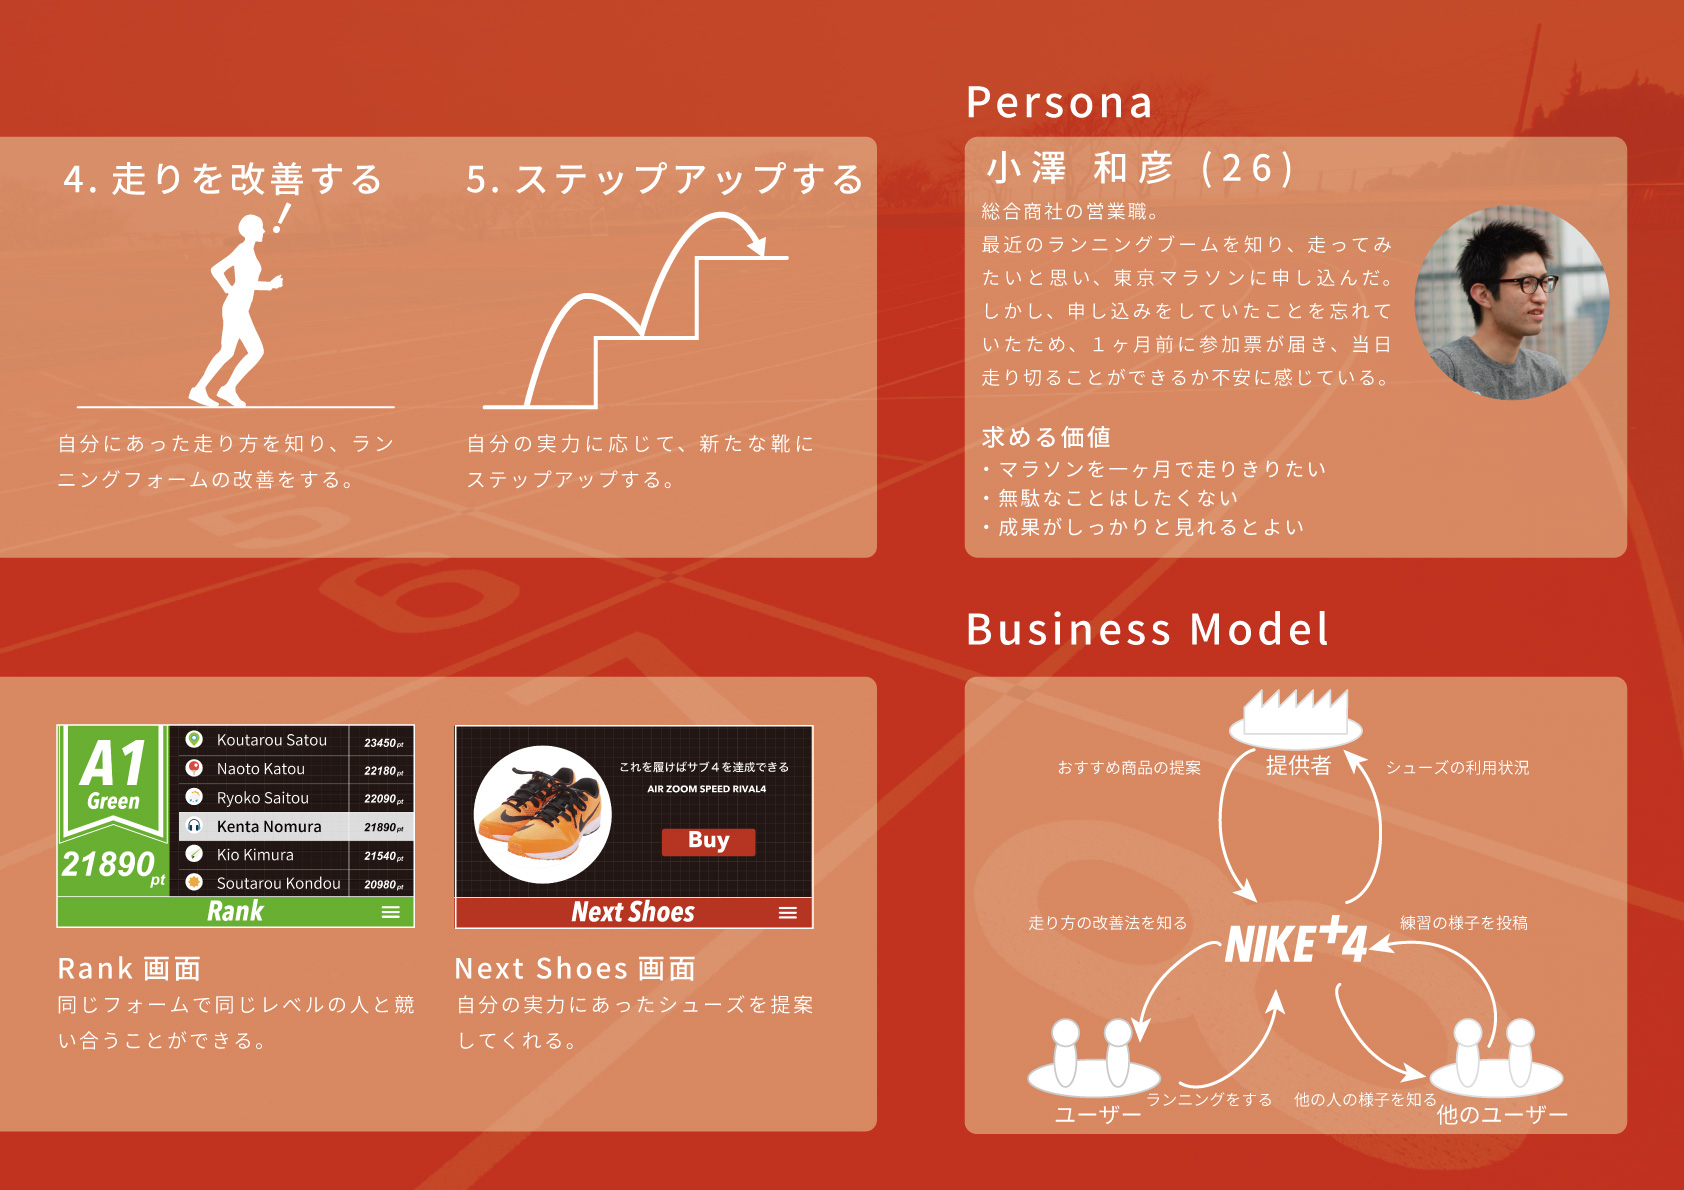 4. 走りを改善する
自分にあった走り方を知り、ラン
ニングフォームの改善をする。
5. ステップアップする
自分の実力に応じて、新たな靴に
ステップアップする。
Persona
小澤 和彦 (26)
総合商社の営業職。
最近のランニングブームを知り、走ってみ
たいと思い、東京マラソンに申し込んだ。
しかし、申し込みをしていたことを忘れて
いたため、１ヶ月前に参加票が届き、当日
走り切ることができるか不安に感じている。
求める価値
・マラソンを一ヶ月で走りきりたい
・無駄なことはしたくない
・成果がしっかりと見れるとよい
A1
Green
21890pt
Koutarou Satou 23450pt
Naoto Katou 22180pt
Ryoko Saitou 22090pt
Kenta Nomura 21890pt
Kio Kimura 21540pt
Soutarou Kondou 20980pt
Rank
Rank 画面
同じフォームで同じレベルの人と競
い合うことができる。
これを履けばサブ４を達成できる
AIR ZOOM SPEED RIVAL4
Buy
Next Shoes
Next Shoes 画面
自分の実力にあったシューズを提案
してくれる。
Business Model
おすすめ商品の提案
提供者
シューズの利用状況
走り方の改善法を知る
NIKE+4
練習の様子を投稿
ランニングをする
他の人の様子を知る
ユーザー
他のユーザー
5
6
7